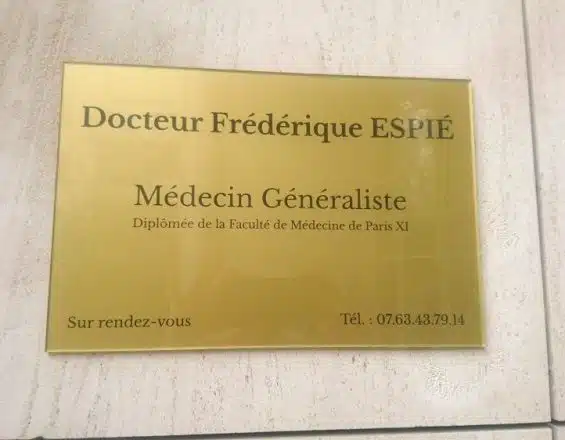 Docteur Frédérique ESPIÉ
Médecin Généraliste
Diplômée de la Faculté de Médecine de Paris XI
Sur rendez-vous
Tél. : 07.63.43.79.14